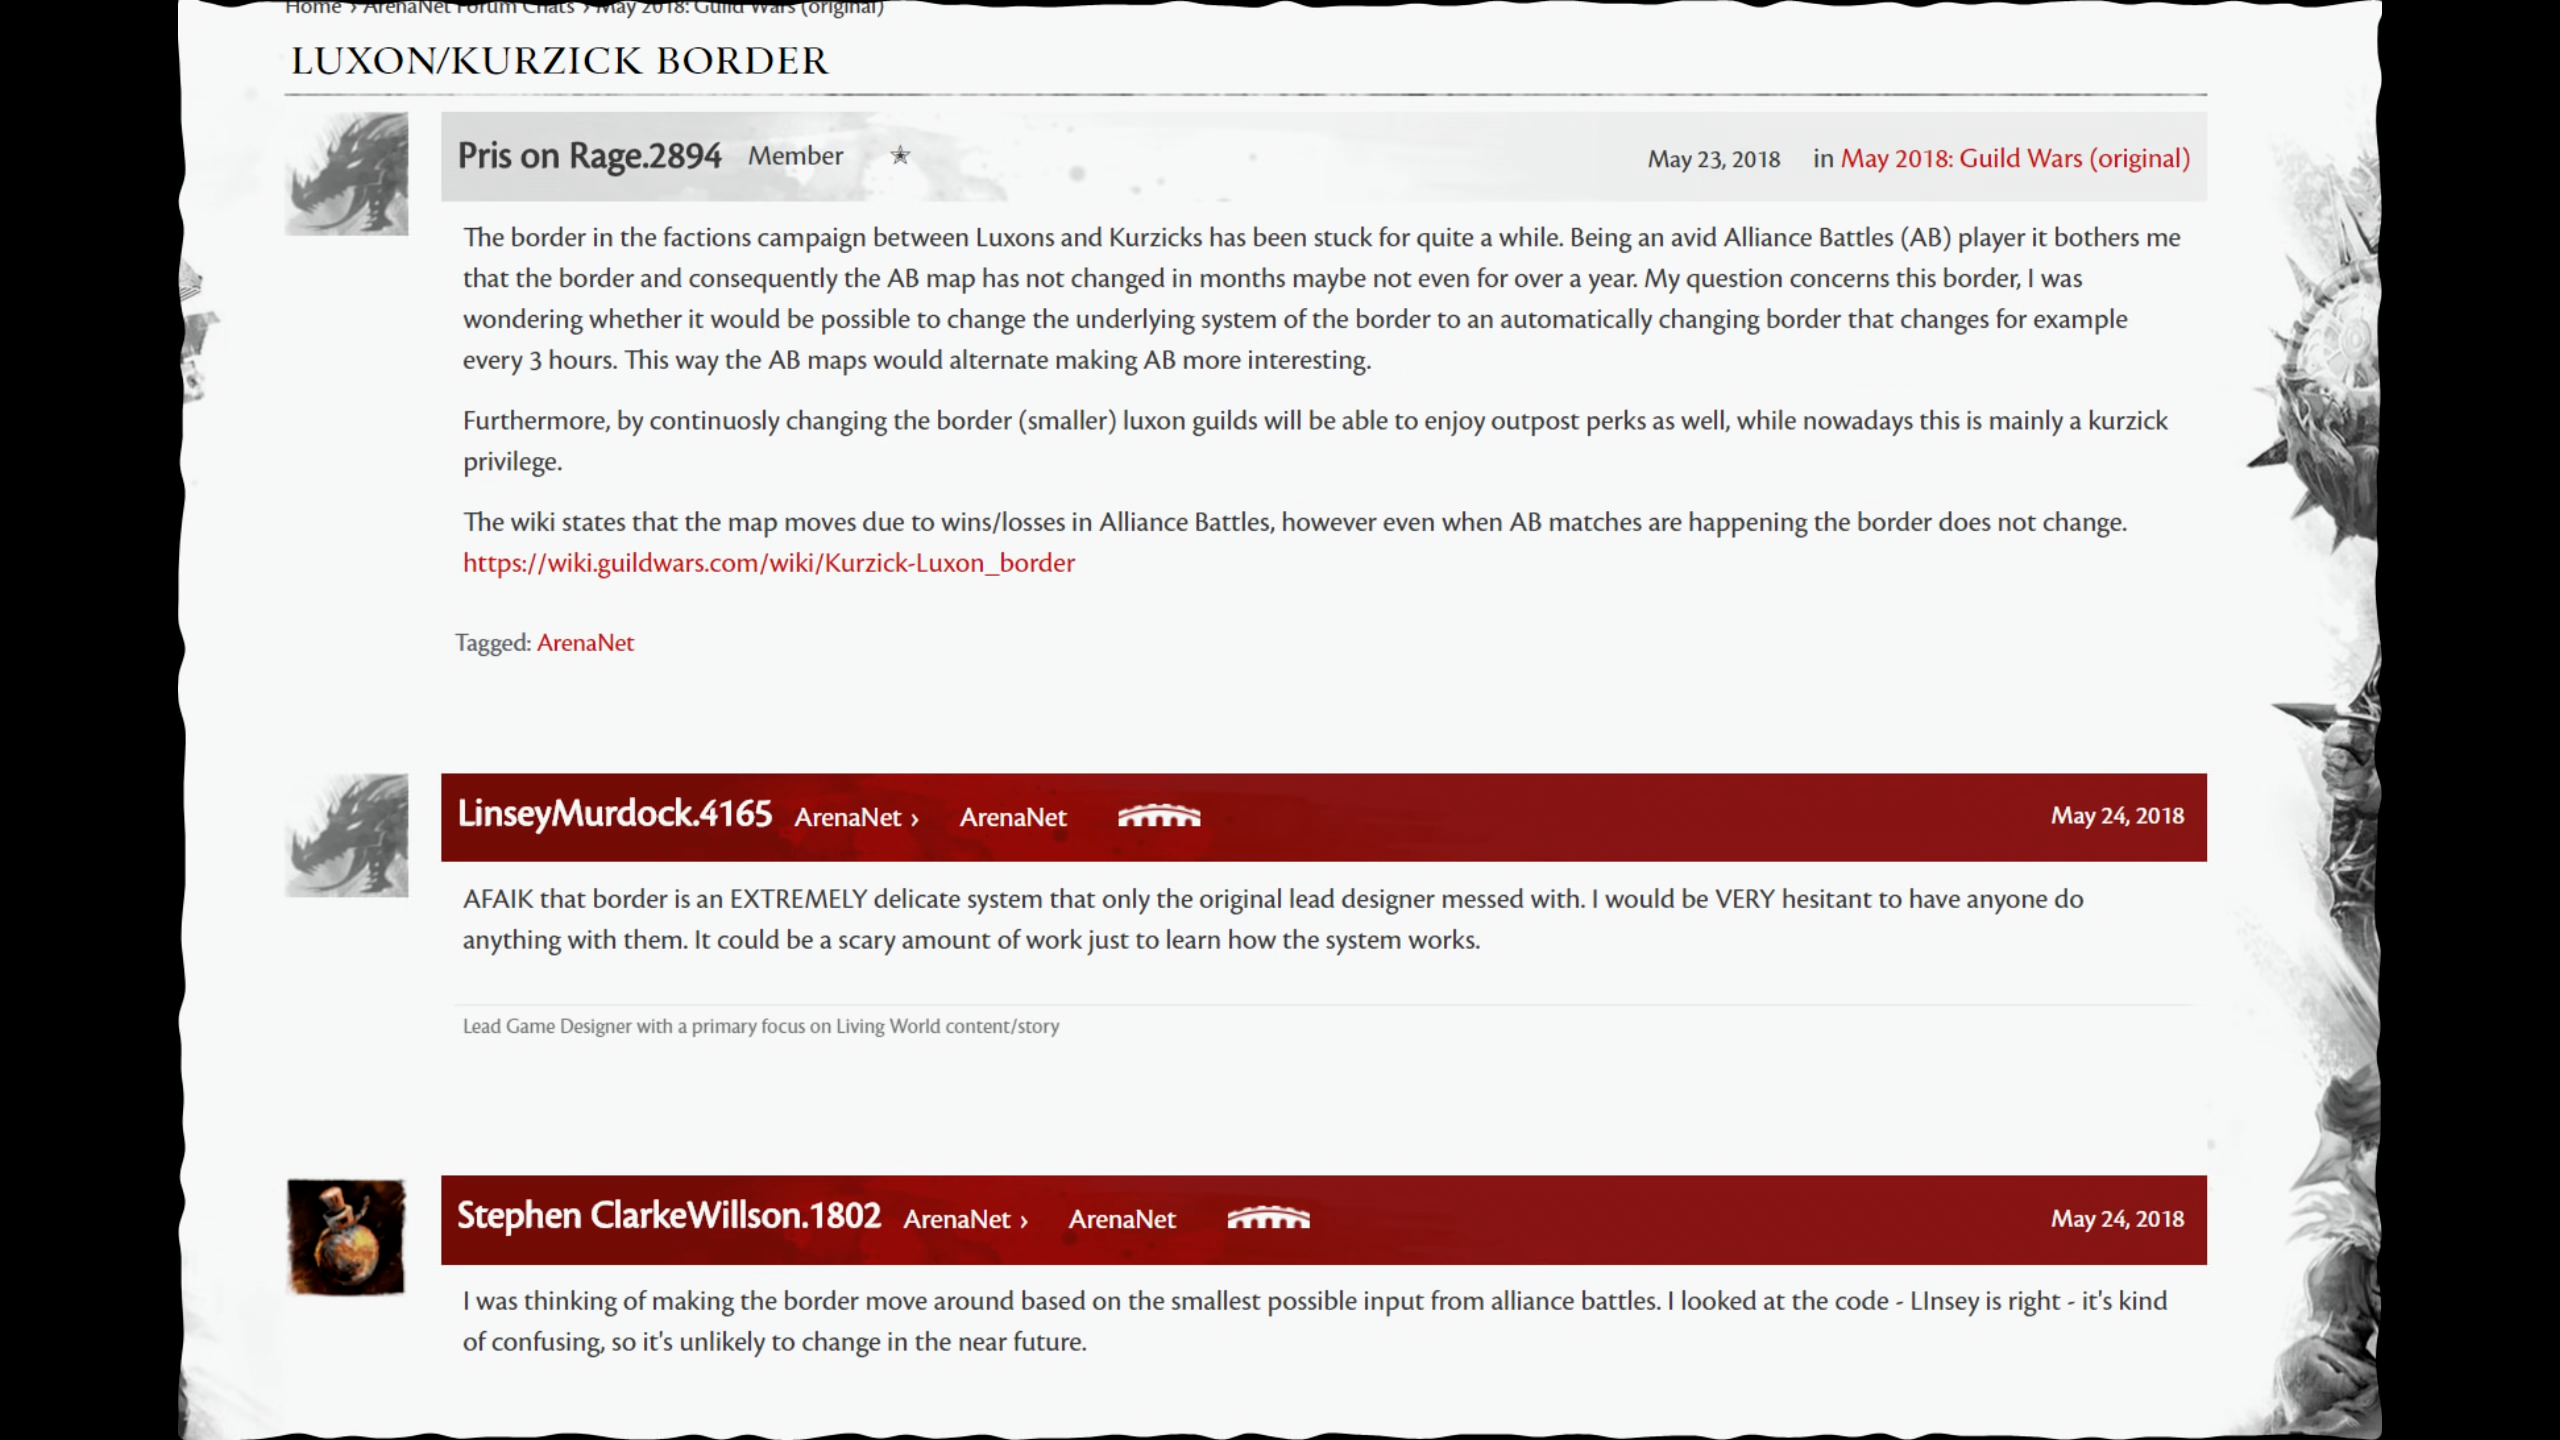 Home › ArenaNet Forum Chats › May 2018: Guild Wars (original)
LUXON/KURZICK BORDER
Pris on Rage.2894 Member May 23, 2018 in May 2018: Guild Wars (original)
The border in the factions campaign between Luxons and Kurzicks has been stuck for quite a while. Being an avid Alliance Battles (AB) player it bothers me
that the border and consequently the AB map has not changed in months maybe not even for over a year. My question concerns this border, I was
wondering whether it would be possible to change the underlying system of the border to an automatically changing border that changes for example
every 3 hours. This way the AB maps would alternate making AB more interesting.
Furthermore, by continuosly changing the border (smaller) luxon guilds will be able to enjoy outpost perks as well, while nowadays this is mainly a kurzick
privilege.
The wiki states that the map moves due to wins/losses in Alliance Battles, however even when AB matches are happening the border does not change.
https://wiki.guildwars.com/wiki/Kurzick-Luxon_border
Tagged: ArenaNet
LinseyMurdock.4165 ArenaNet › ArenaNet May 24, 2018
AFAIK that border is an EXTREMELY delicate system that only the original lead designer messed with. I would be VERY hesitant to have anyone do
anything with them. It could be a scary amount of work just to learn how the system works.
Lead Game Designer with a primary focus on Living World content/story
Stephen ClarkeWillson.1802 ArenaNet › ArenaNet May 24, 2018
I was thinking of making the border move around based on the smallest possible input from alliance battles. I looked at the code - LInsey is right - it's kind
of confusing, so it's unlikely to change in the near future.